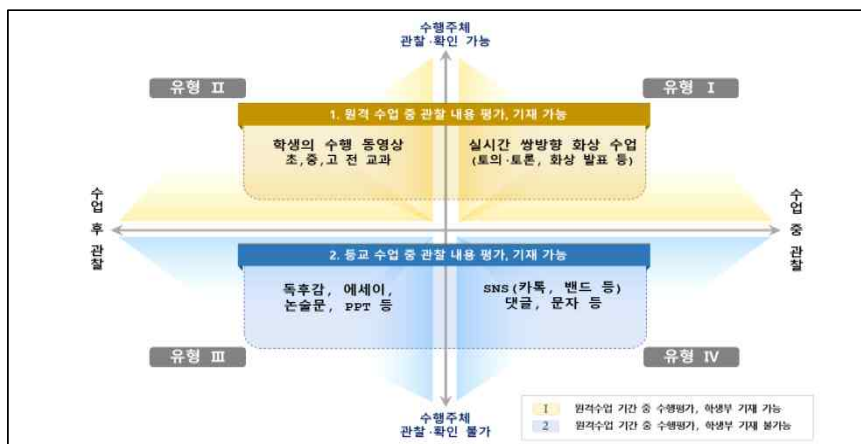 수행주체
관찰·확인 가능
유형 Ⅱ
유형 Ⅰ
1. 원격 수업 중 관찰 내용 평가, 기재 가능
학생의 수행 동영상
초,중,고 전 교과
실시간 쌍방향 화상 수업
(토의·토론, 화상 발표 등)
수업 후 관찰
수업 중 관찰
2. 등교 수업 중 관찰 내용 평가, 기재 가능
독후감, 에세이,
논술문, PPT 등
SNS(카톡, 밴드 등)
댓글, 문자 등
유형 Ⅲ
유형 Ⅳ
수행주체
관찰·확인 불가
1 원격수업 기간 중 수행평가, 학생부 기재 가능
2 원격수업 기간 중 수행평가, 학생부 기재 불가능